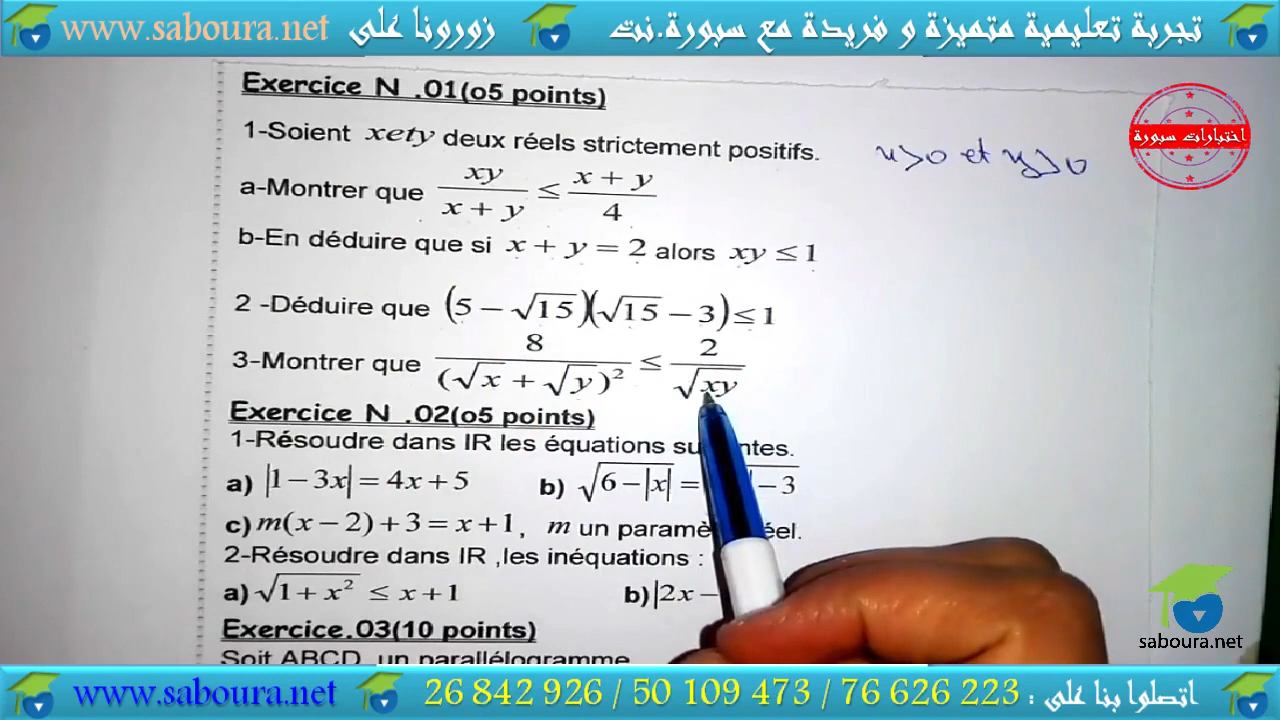 www.saboura.net زورونا على تجربة تعليمية متميزة و فريدة مع سبورة.نت
Exercice N .01(o5 points)
اختبارات سبورة
1-Soient xety deux réels strictement positifs. x>0 et y>0
a-Montrer que xy/(x + y) ≤ (x + y)/4
b-En déduire que si x + y = 2 alors xy ≤ 1
2 -Déduire que (5 − √15)(√15 − 3) ≤ 1
3-Montrer que 8/(√x + √y)² ≤ 2/√xy
Exercice N .02(o5 points)
1-Résoudre dans IR les équations su ntes.
a) |1 − 3x| = 4x + 5 b) √6 − |x| = − 3
c) m(x − 2) + 3 = x + 1, m un paramè éel.
2-Résoudre dans IR ,les inéquations :
a) √1 + x² ≤ x + 1 b) |2x −
Exercice.03(10 points)
Soit ABCD un parallélogramme
saboura.net
www.saboura.net 26 842 926 / 50 109 473 / 76 626 223 : اتصلوا بنا على